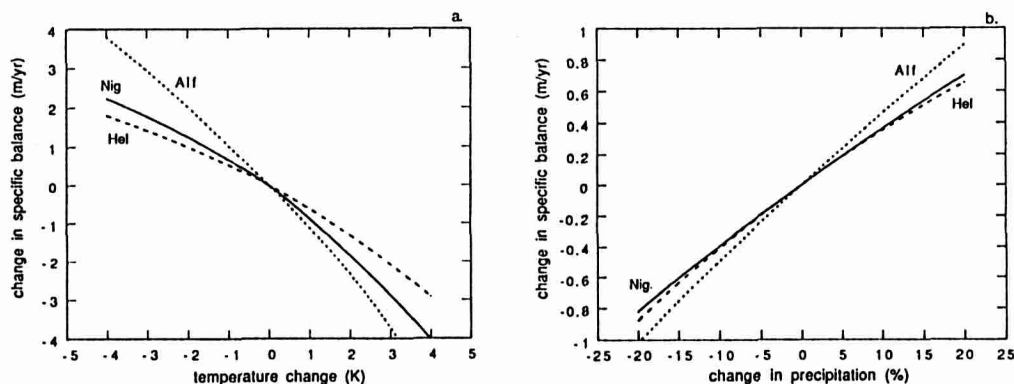 a.
change in specific balance (m/yr)
4
3
2
1
0
-1
-2
-3
-4
Alf
Nig
Hel
-5 -4 -3 -2 -1 0 1 2 3 4 5
temperature change (K)
b.
change in specific balance (m/yr)
1
0.8
0.6
0.4
0.2
0
-0.2
-0.4
-0.6
-0.8
-1
Alf
Hel
Nig.
-25 -20 -15 -10 -5 0 5 10 15 20 25
change in precipitation (%)